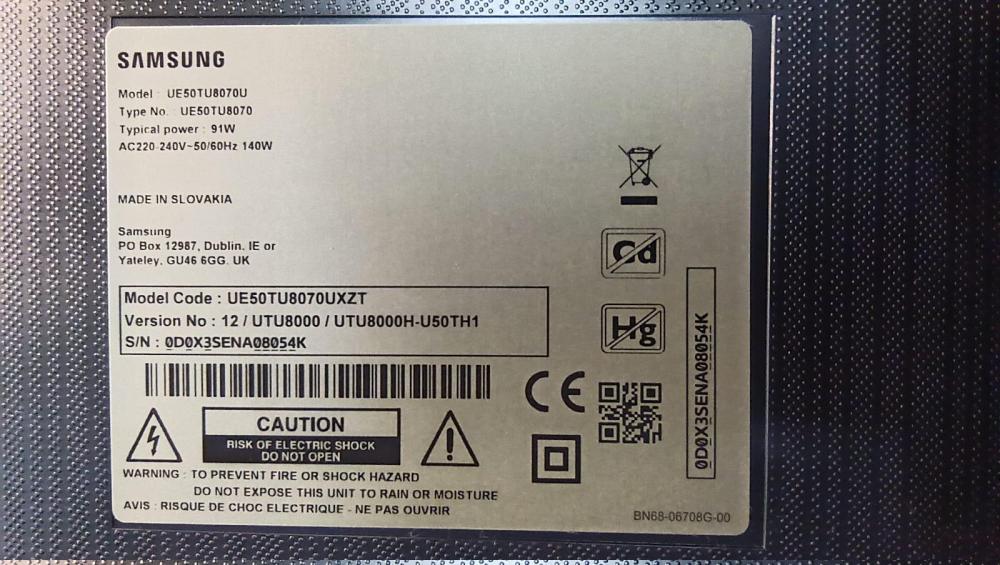 SAMSUNG
Model : UE50TU8070U
Type No. : UE50TU8070
Typical power : 91W
AC220-240V~50/60Hz 140W
MADE IN SLOVAKIA
Samsung
PO Box 12987, Dublin. IE or
Yateley, GU46 6GG. UK
Model Code : UE50TU8070UXZT
Version No : 12 / UTU8000 / UTU8000H-U50TH1
S/N : 0D0X3SENA08054K
Cd
Hg
0D0X3SENA08054K
CE
CAUTION
RISK OF ELECTRIC SHOCK
DO NOT OPEN
WARNING : TO PREVENT FIRE OR SHOCK HAZARD
DO NOT EXPOSE THIS UNIT TO RAIN OR MOISTURE
AVIS : RISQUE DE CHOC ELECTRIQUE - NE PAS OUVRIR
BN68-06708G-00